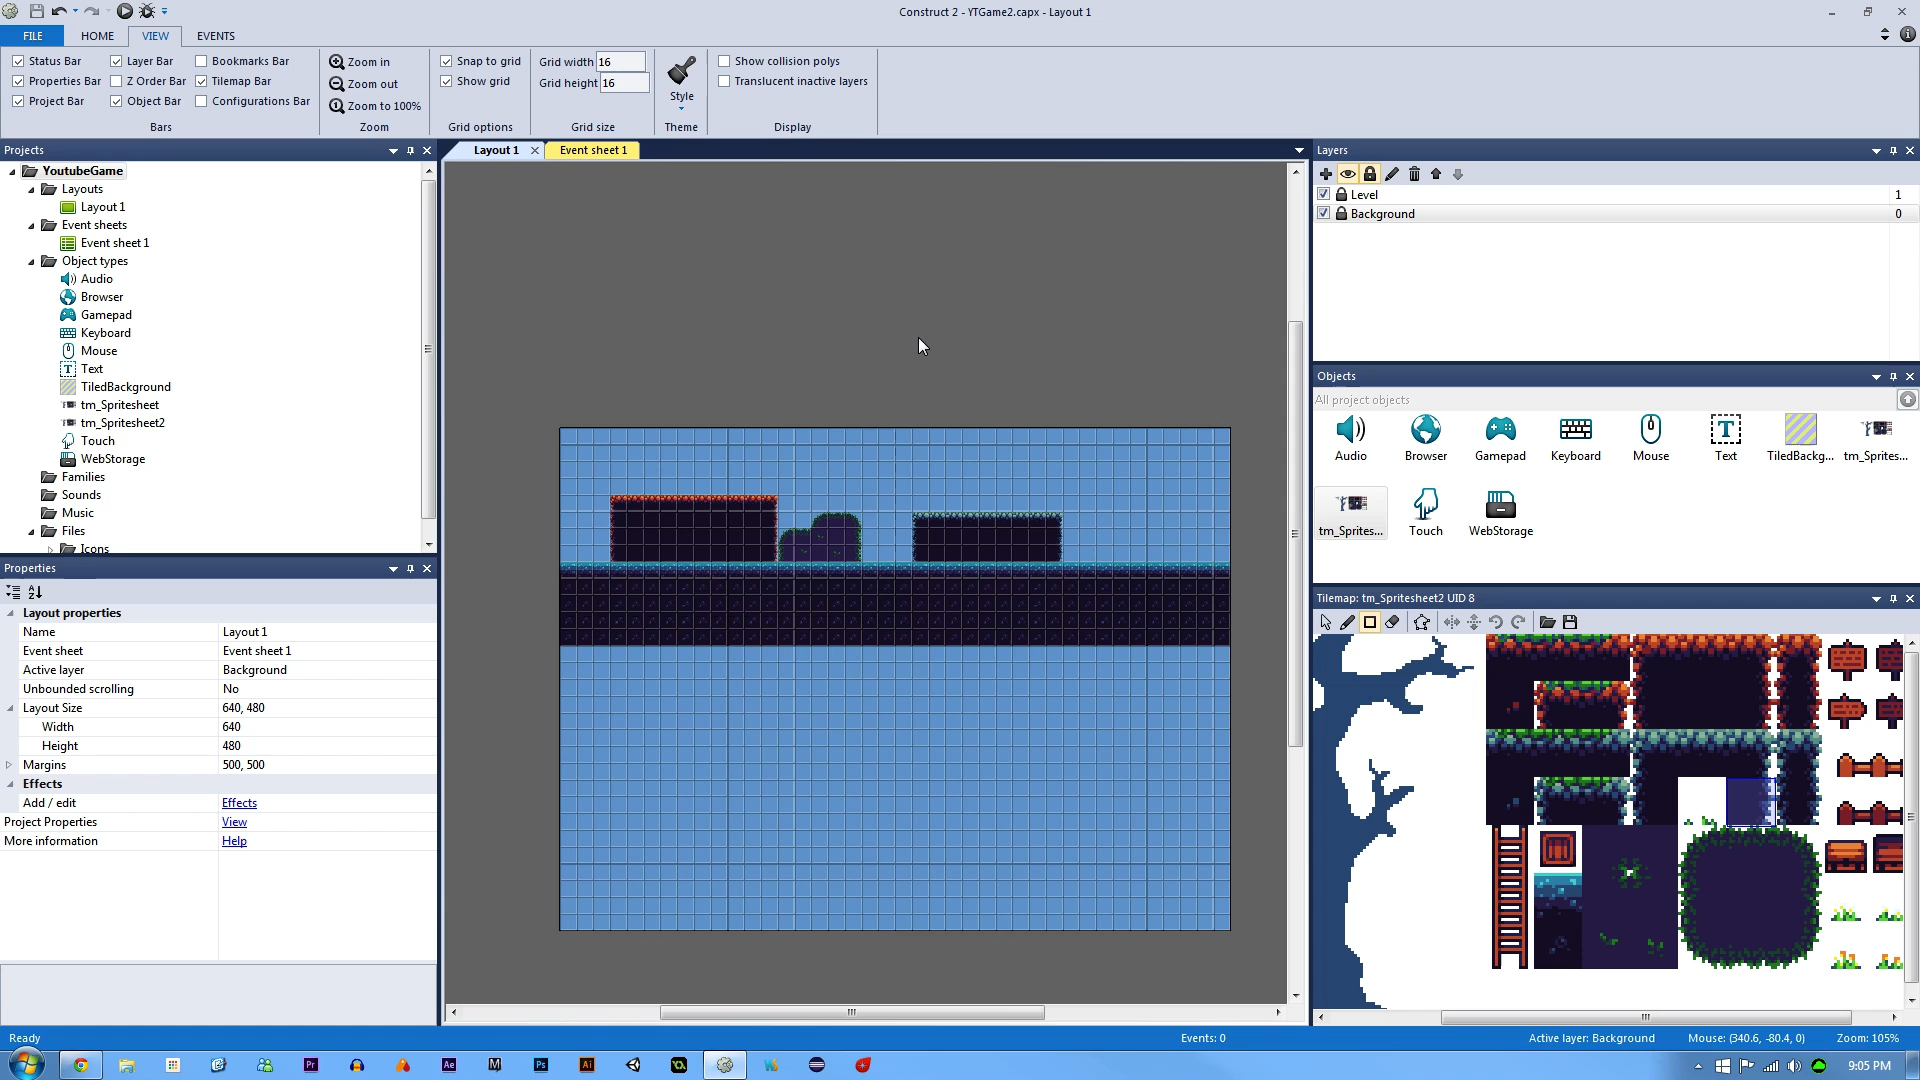 Construct 2 - YTGame2.capx - Layout 1
FILE HOME VIEW EVENTS
Status Bar Layer Bar Bookmarks Bar Zoom in Snap to grid Grid width 16 Show collision polys
Properties Bar Z Order Bar Tilemap Bar Zoom out Show grid Grid height 16 Style Translucent inactive layers
Project Bar Object Bar Configurations Bar Zoom to 100%
Bars Zoom Grid options Grid size Theme Display
Projects
YoutubeGame
Layouts
Layout 1
Event sheets
Event sheet 1
Object types
Audio
Browser
Gamepad
Keyboard
Mouse
Text
TiledBackground
tm_Spritesheet
tm_Spritesheet2
Touch
WebStorage
Families
Sounds
Music
Files
Icons
Properties
Layout properties
Name Layout 1
Event sheet Event sheet 1
Active layer Background
Unbounded scrolling No
Layout Size 640, 480
Width 640
Height 480
Margins 500, 500
Effects
Add / edit Effects
Project Properties View
More information Help
Layout 1 Event sheet 1
Layers
Level 1
Background 0
Objects
All project objects
Audio Browser Gamepad Keyboard Mouse Text TiledBackg... tm_Sprites...
tm_Sprites... Touch WebStorage
Tilemap: tm_Spritesheet2 UID 8
Ready Events: 0 Active layer: Background Mouse: (340.6, -80.4, 0) Zoom: 105%
Pr Ae M Ps Ai 9:05 PM